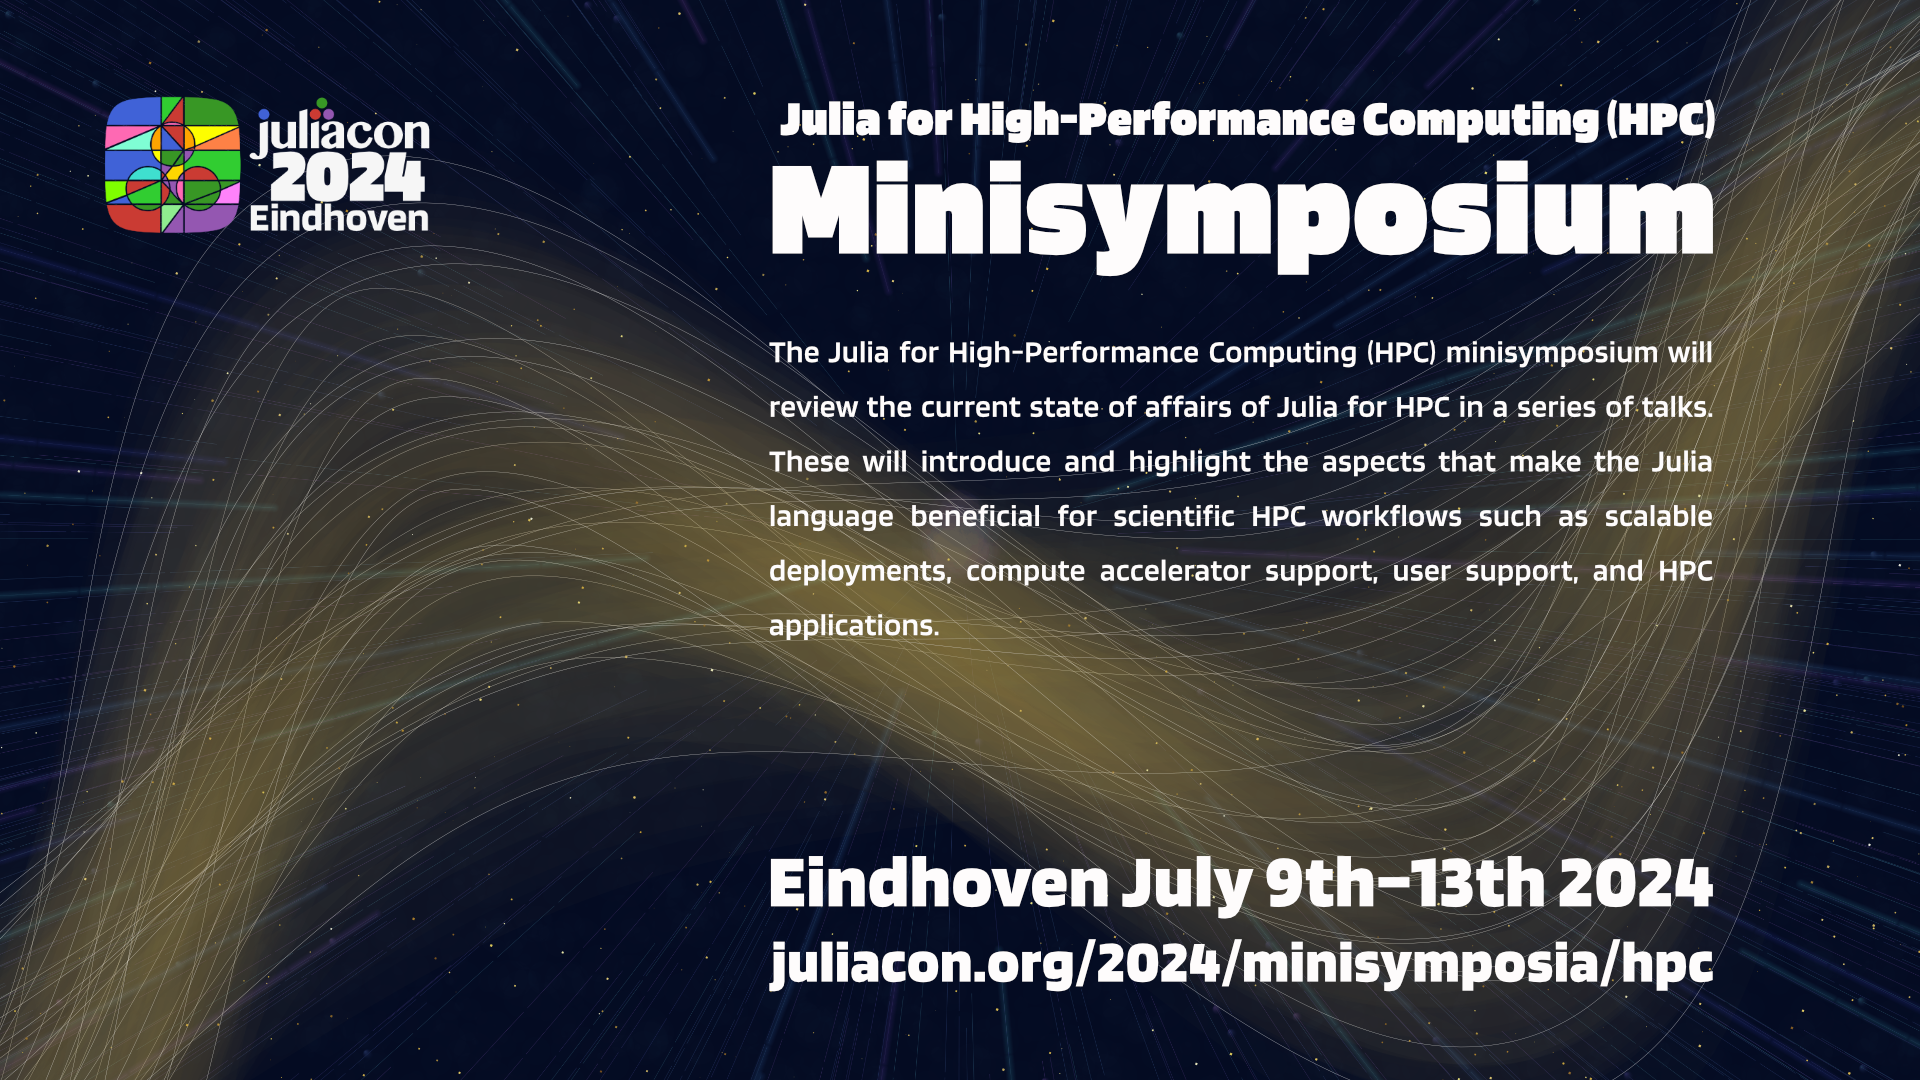 juliacon
2024
Eindhoven
Julia for High-Performance Computing (HPC)
Minisymposium
The Julia for High-Performance Computing (HPC) minisymposium will
review the current state of affairs of Julia for HPC in a series of talks.
These will introduce and highlight the aspects that make the Julia
language beneficial for scientific HPC workflows such as scalable
deployments, compute accelerator support, user support, and HPC
applications.
Eindhoven July 9th–13th 2024
juliacon.org/2024/minisymposia/hpc